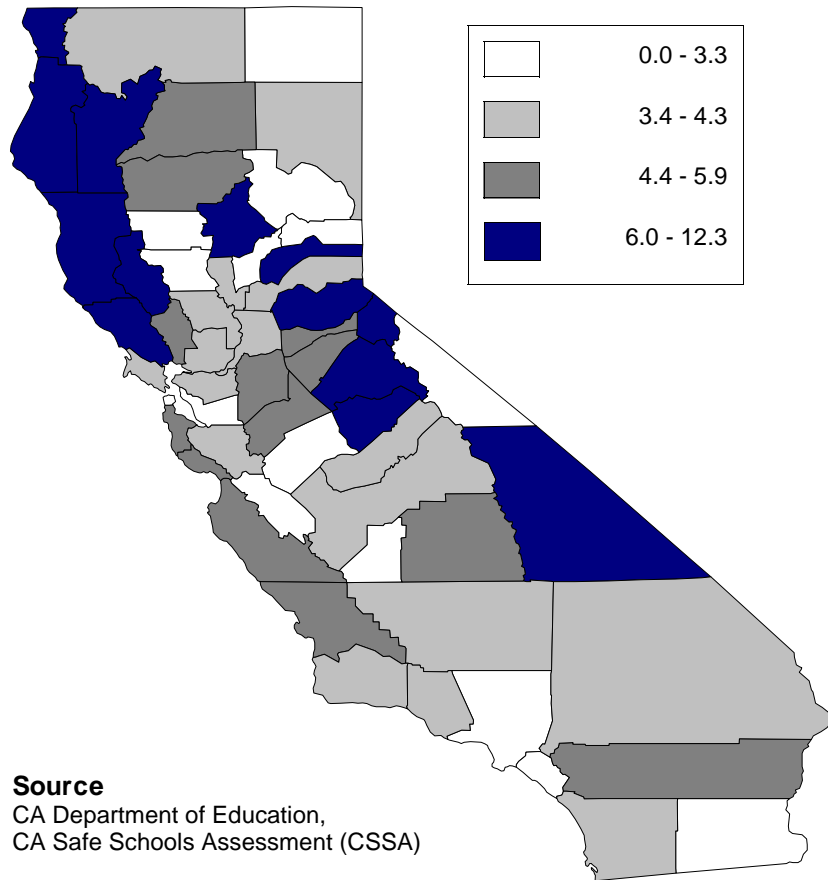 0.0 - 3.3
3.4 - 4.3
4.4 - 5.9
6.0 - 12.3
Source
CA Department of Education,
CA Safe Schools Assessment (CSSA)